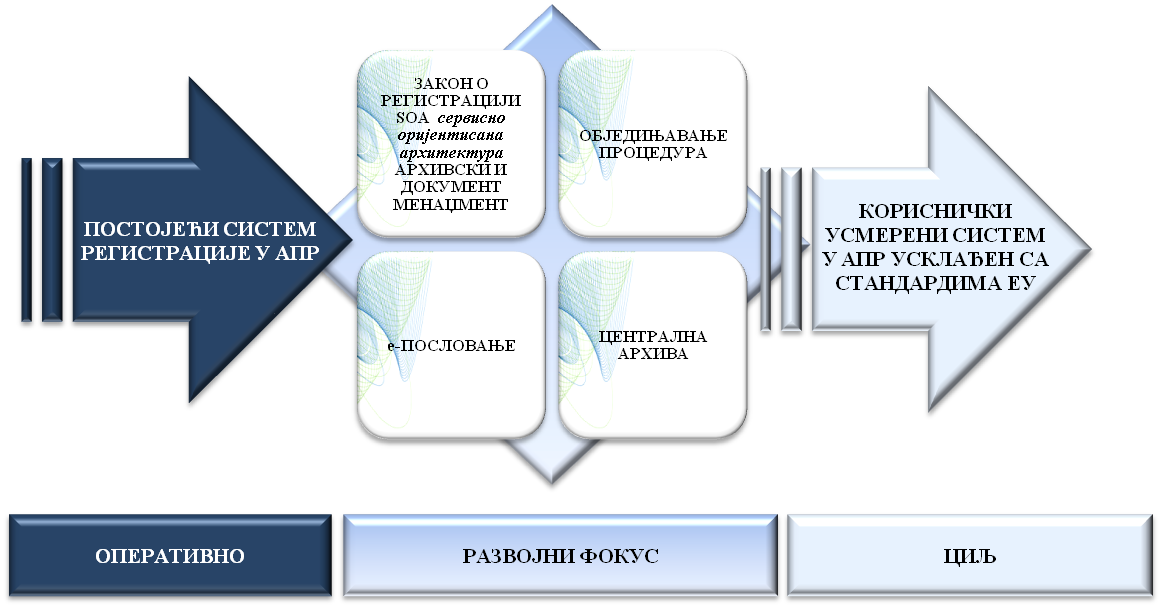 ПОСТОЈЕЋИ СИСТЕМ
РЕГИСТРАЦИЈЕ У АПР
ЗАКОН О
РЕГИСТРАЦИЈИ
SOA сервисно
оријентисана
архитектура
АРХИВСКИ И
ДОКУМЕНТ
МЕНАЏМЕНТ
ОБЈЕДИЊАВАЊЕ
ПРОЦЕДУРА
е-ПОСЛОВАЊЕ
ЦЕНТРАЛНА
АРХИВА
КОРИСНИЧКИ
УСМЕРЕНИ СИСТЕМ
У АПР УСКЛАЂЕН СА
СТАНДАРДИМА ЕУ
ОПЕРАТИВНО
РАЗВОЈНИ ФОКУС
ЦИЉ